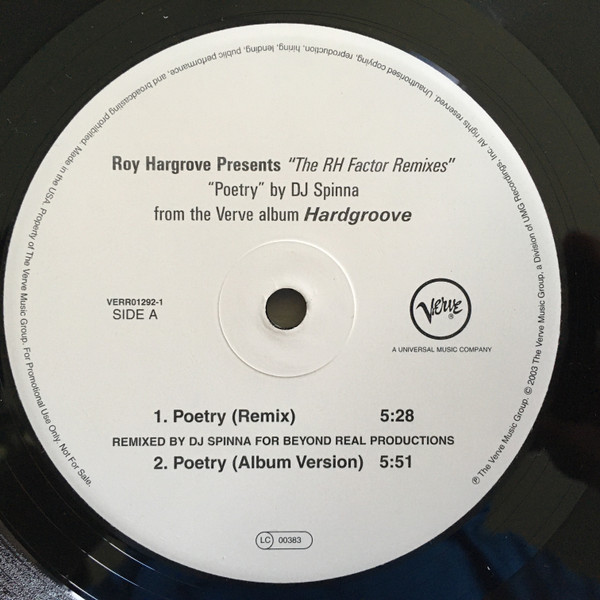 Roy Hargrove Presents "The RH Factor Remixes"
"Poetry" by DJ Spinna
from the Verve album Hardgroove
VERR01292-1
SIDE A
Verve®
A UNIVERSAL MUSIC COMPANY
1. Poetry (Remix) 5:28
REMIXED BY DJ SPINNA FOR BEYOND REAL PRODUCTIONS
2. Poetry (Album Version) 5:51
LC 00383
℗ The Verve Music Group. © 2003 The Verve Music Group, a Division of UMG Recordings, Inc. All rights reserved. Unauthorised copying, reproduction, hiring, lending, public performance, and broadcasting prohibited. Made in the USA. Property of The Verve Music Group. For Promotional Use Only. Not For Sale.